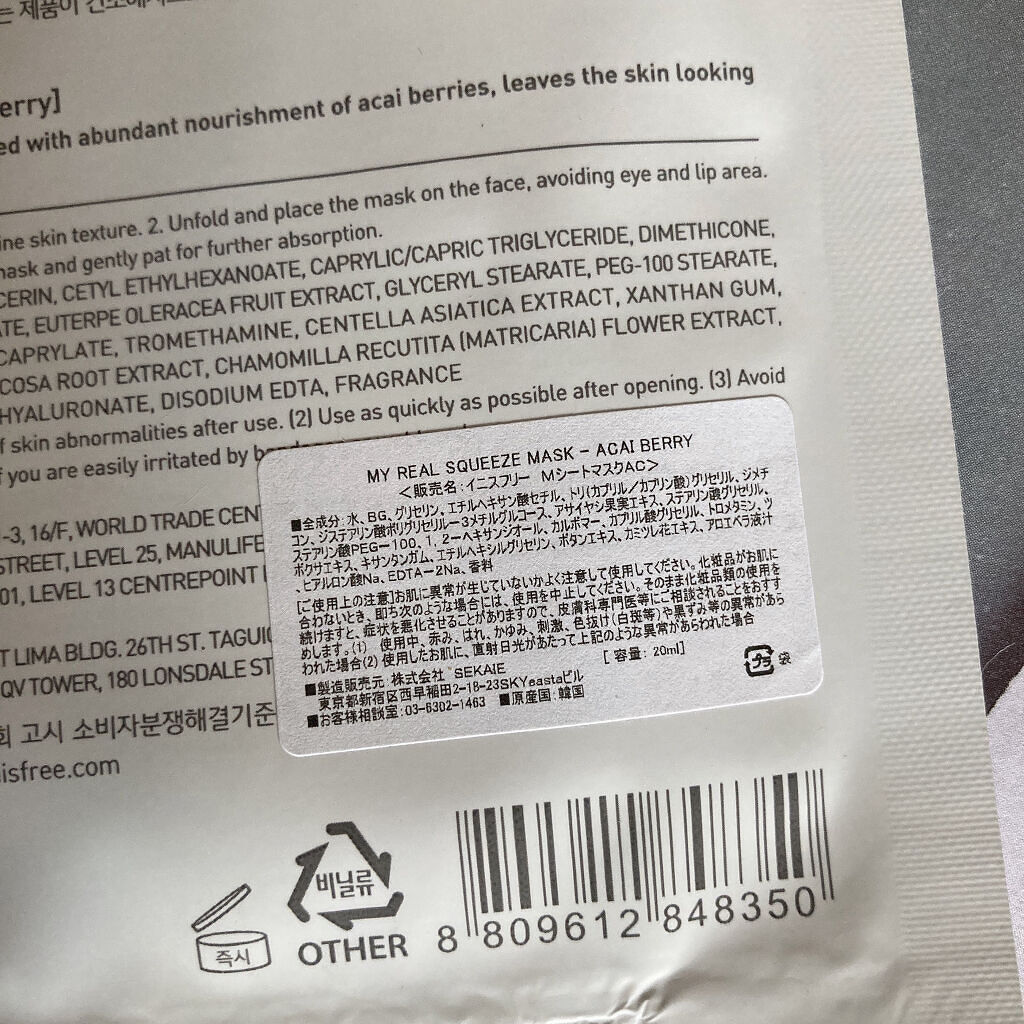 는 제품이
erry]
ed with abundant nourishment of acai berries, leaves the skin looking
ine skin texture. 2. Unfold and place the mask on the face, avoiding eye and lip area.
mask and gently pat for further absorption.
CERIN, CETYL ETHYLHEXANOATE, CAPRYLIC/CAPRIC TRIGLYCERIDE, DIMETHICONE,
TE, EUTERPE OLERACEA FRUIT EXTRACT, GLYCERYL STEARATE, PEG-100 STEARATE,
CAPRYLATE, TROMETHAMINE, CENTELLA ASIATICA EXTRACT, XANTHAN GUM,
COSA ROOT EXTRACT, CHAMOMILLA RECUTITA (MATRICARIA) FLOWER EXTRACT,
HYALURONATE, DISODIUM EDTA, FRAGRANCE
f skin abnormalities after use. (2) Use as quickly as possible after opening. (3) Avoid
f you are easily irritated by
-3, 16/F, WORLD TRADE CEN
STREET, LEVEL 25, MANULIFE
01, LEVEL 13 CENTREPOINT
T LIMA BLDG. 26TH ST. TAGUIG
QV TOWER, 180 LONSDALE ST
회 고시 소비자분쟁해결기준
isfree.com
MY REAL SQUEEZE MASK - ACAI BERRY
<販売名:イニスフリー MシートマスクAC>
■全成分:水、BG、グリセリン、エチルヘキサン酸セチル、トリ(カプリル/カプリン酸)グリセリル、ジメチ
コン、ジステアリン酸ポリグリセリル-3メチルグルコース、アサイヤシ果実エキス、ステアリン酸グリセリル、
ステアリン酸PEG-100、1,2-ヘキサンジオール、カルボマー、カプリル酸グリセリル、トロメタミン、ツ
ボクサエキス、キサンタンガム、エチルヘキシルグリセリン、ボタンエキス、カミツレ花エキス、アロエベラ液汁
、ヒアルロン酸Na、EDTA-2Na、香料
[ご使用上の注意]お肌に異常が生じていないかよく注意して使用してください。化粧品がお肌に
合わないとき、即ち次のような場合には、使用を中止してください。そのまま化粧品類の使用を
続けますと、症状を悪化させることがありますので、皮膚科専門医等にご相談されることをおすす
めします。(1) 使用中、赤み、はれ、かゆみ、刺激、色抜け(白斑等)や黒ずみ等の異常があら
われた場合(2)使用したお肌に、直射日光があたって上記のような異常があらわれた場合
[容量: 20ml]
■製造販売元 株式会社 SEKAIE
東京都新宿区西早稲田2-18-23SKYeastaビル
■お客様相談室:03-6302-1463 ■原産国:韓国
プラ 袋
즉시
비닐류
OTHER
8 809612 848350